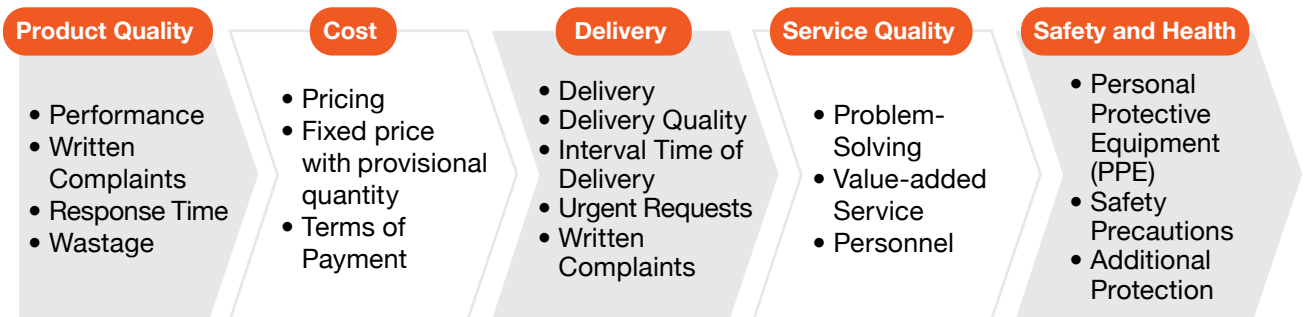 Product Quality
• Performance
• Written
Complaints
• Response Time
• Wastage
Cost
• Pricing
• Fixed price
with provisional
quantity
• Terms of
Payment
Delivery
• Delivery
• Delivery Quality
• Interval Time of
Delivery
• Urgent Requests
• Written
Complaints
Service Quality
• Problem-
Solving
• Value-added
Service
• Personnel
Safety and Health
• Personal
Protective
Equipment
(PPE)
• Safety
Precautions
• Additional
Protection